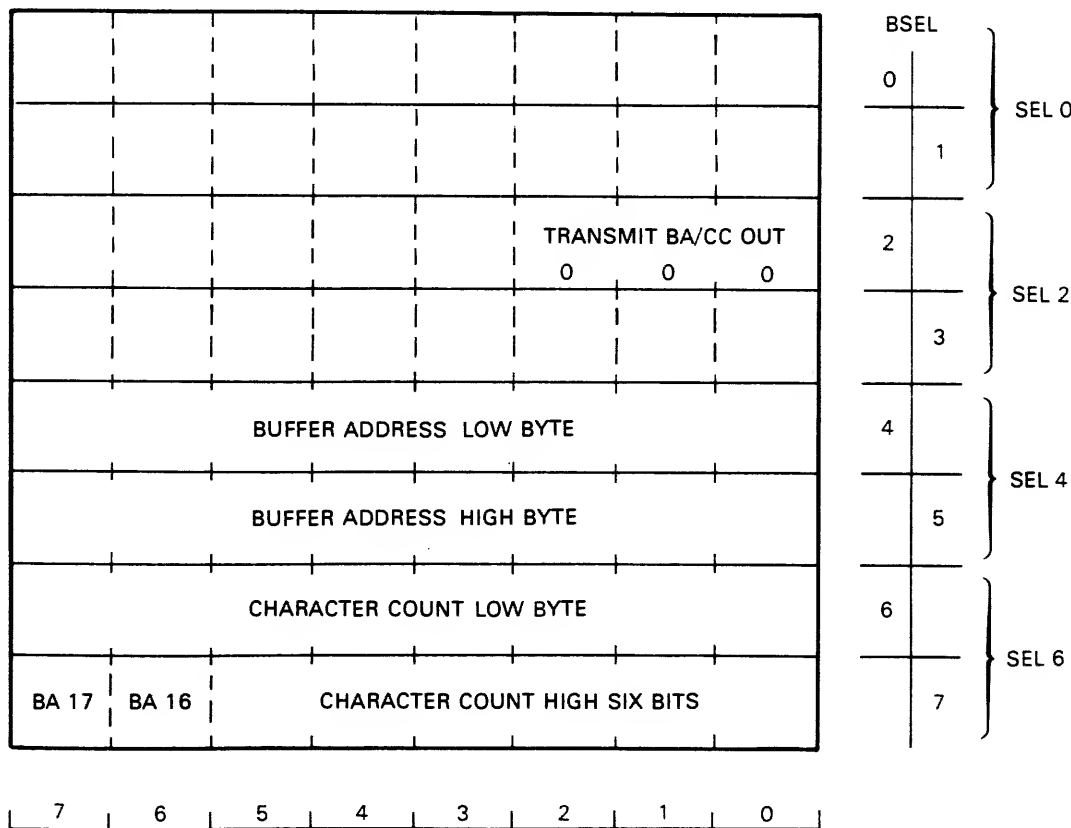 BSEL
0
SEL 0
1
TRANSMIT BA/CC OUT
0 0 0
2
SEL 2
3
BUFFER ADDRESS LOW BYTE
4
SEL 4
BUFFER ADDRESS HIGH BYTE
5
CHARACTER COUNT LOW BYTE
6
SEL 6
BA 17 BA 16 CHARACTER COUNT HIGH SIX BITS
7
7 6 5 4 3 2 1 0